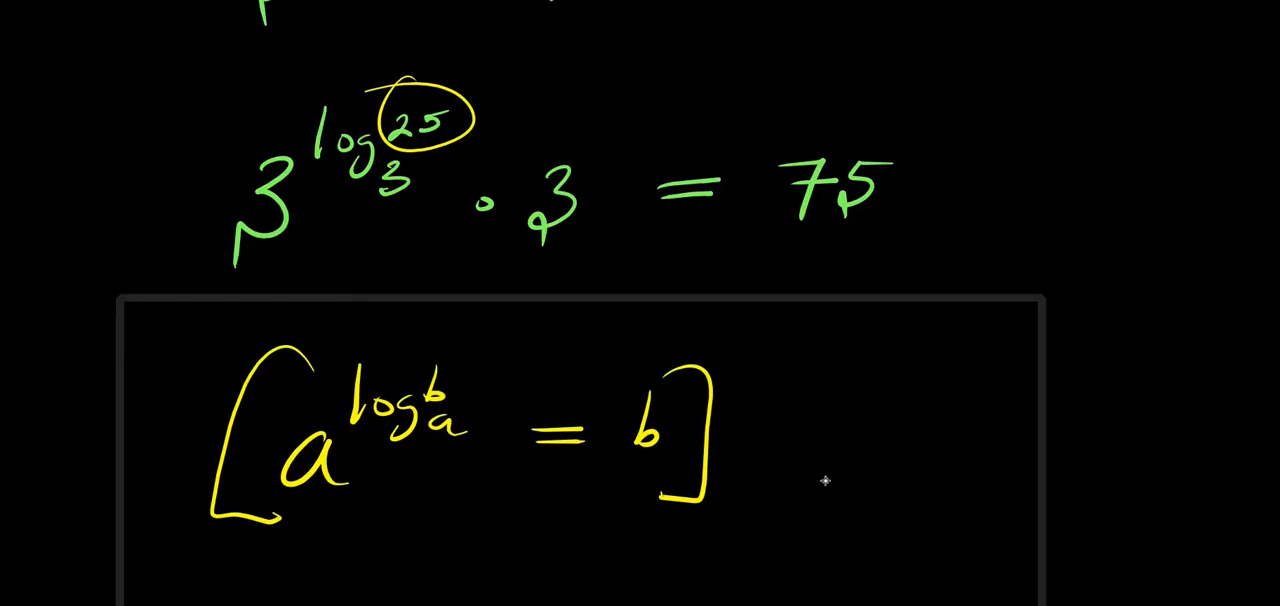 3^{log_3 25} · 3 = 75
[a^{log_a b} = b]